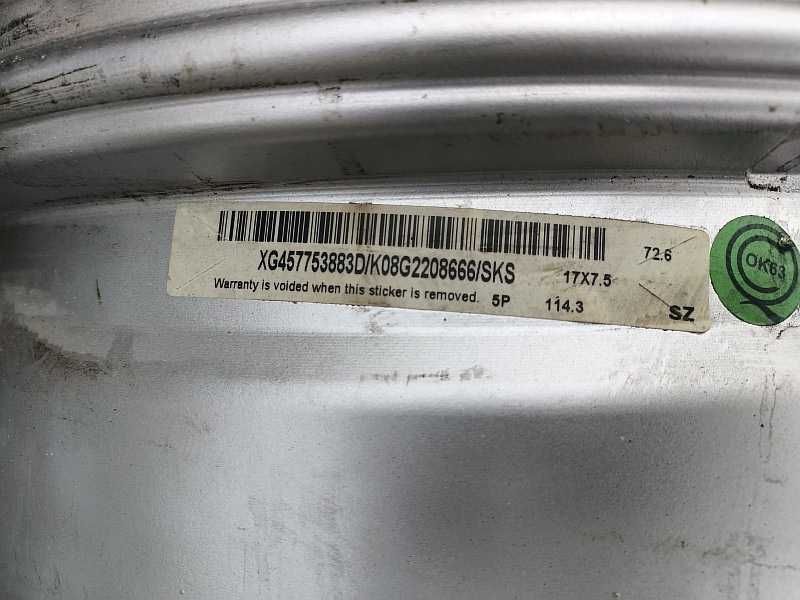 XG457753883D/K08G2208666/SKS 17X7.5 72.6
Warranty is voided when this sticker is removed. 5P 114.3 SZ
OK63